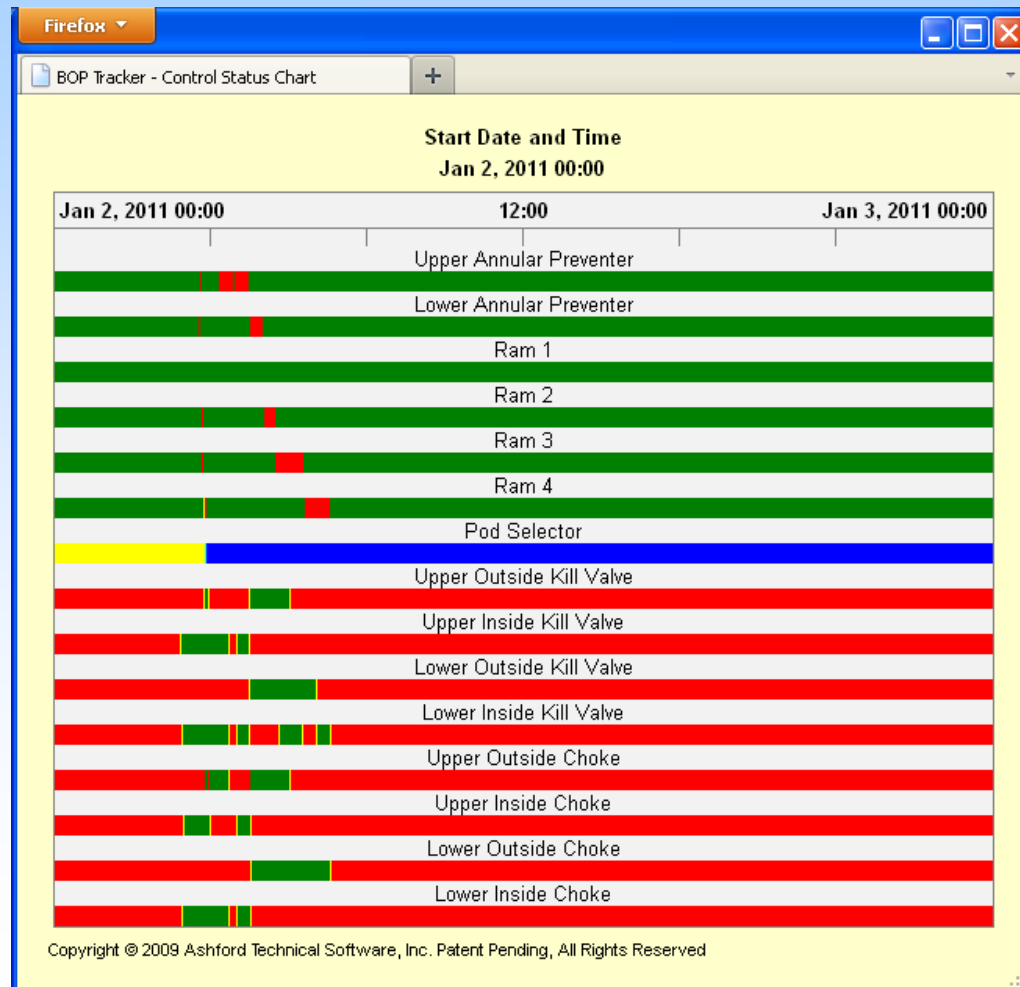 Firefox
BOP Tracker - Control Status Chart
Start Date and Time
Jan 2, 2011 00:00
Jan 2, 2011 00:00 12:00 Jan 3, 2011 00:00
Upper Annular Preventer
Lower Annular Preventer
Ram 1
Ram 2
Ram 3
Ram 4
Pod Selector
Upper Outside Kill Valve
Upper Inside Kill Valve
Lower Outside Kill Valve
Lower Inside Kill Valve
Upper Outside Choke
Upper Inside Choke
Lower Outside Choke
Lower Inside Choke
Copyright © 2009 Ashford Technical Software, Inc. Patent Pending, All Rights Reserved